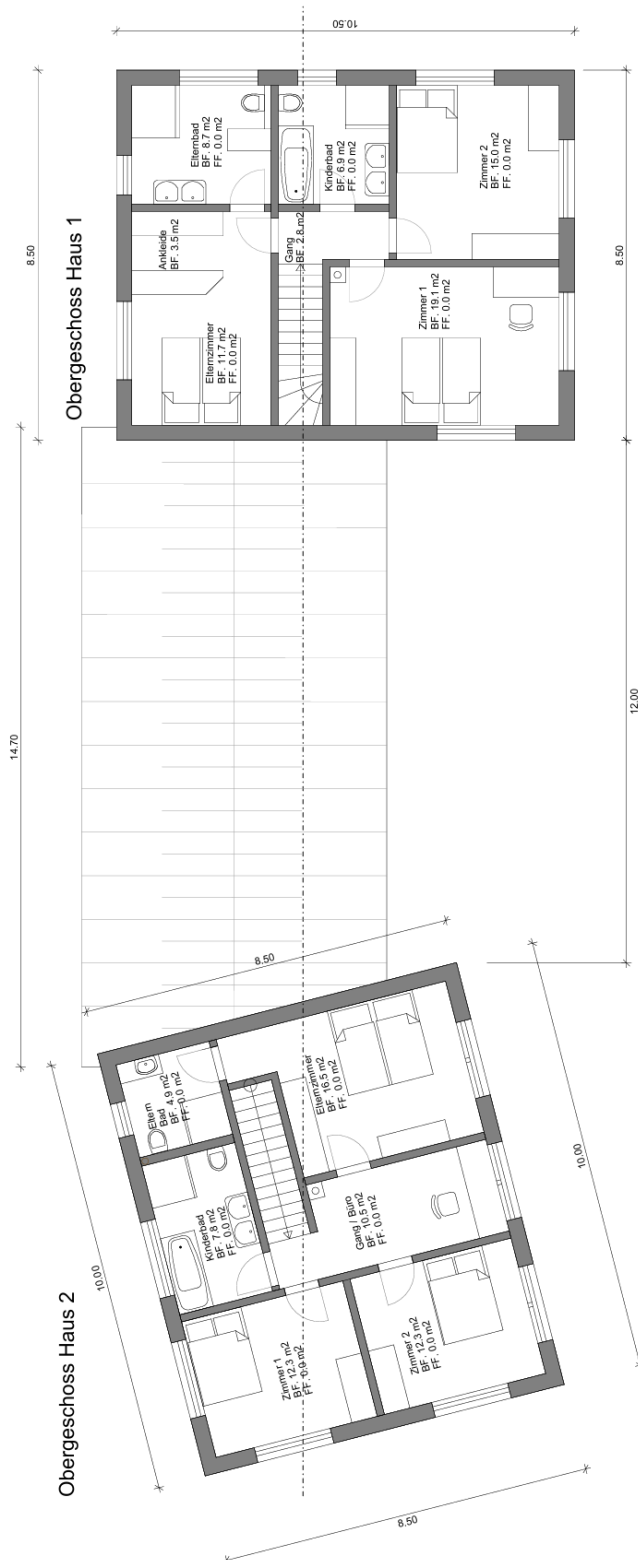 Obergeschoss Haus 1
8.50
10.50
Elternbad
BF. 8.7 m2
FF. 0.0 m2
Kinderbad
BF. 6.9 m2
FF. 0.0 m2
Zimmer 2
BF. 15.0 m2
FF. 0.0 m2
Ankleide
BF. 3.5 m2
Gang
BF. 2.8 m2
Elternzimmer
BF. 11.7 m2
FF. 0.0 m2
Zimmer 1
BF. 19.1 m2
FF. 0.0 m2
8.50
14.70
12.00
Obergeschoss Haus 2
10.00
8.50
Eltern
Bad
BF. 4.9 m2
FF. 0.0 m2
Kinderbad
BF. 7.8 m2
FF. 0.0 m2
Elternzimmer
BF. 16.5 m2
FF. 0.0 m2
Gang / Büro
BF. 10.5 m2
FF. 0.0 m2
Zimmer 1
BF. 12.3 m2
FF. 0.0 m2
Zimmer 2
BF. 12.3 m2
FF. 0.0 m2
10.00
8.50